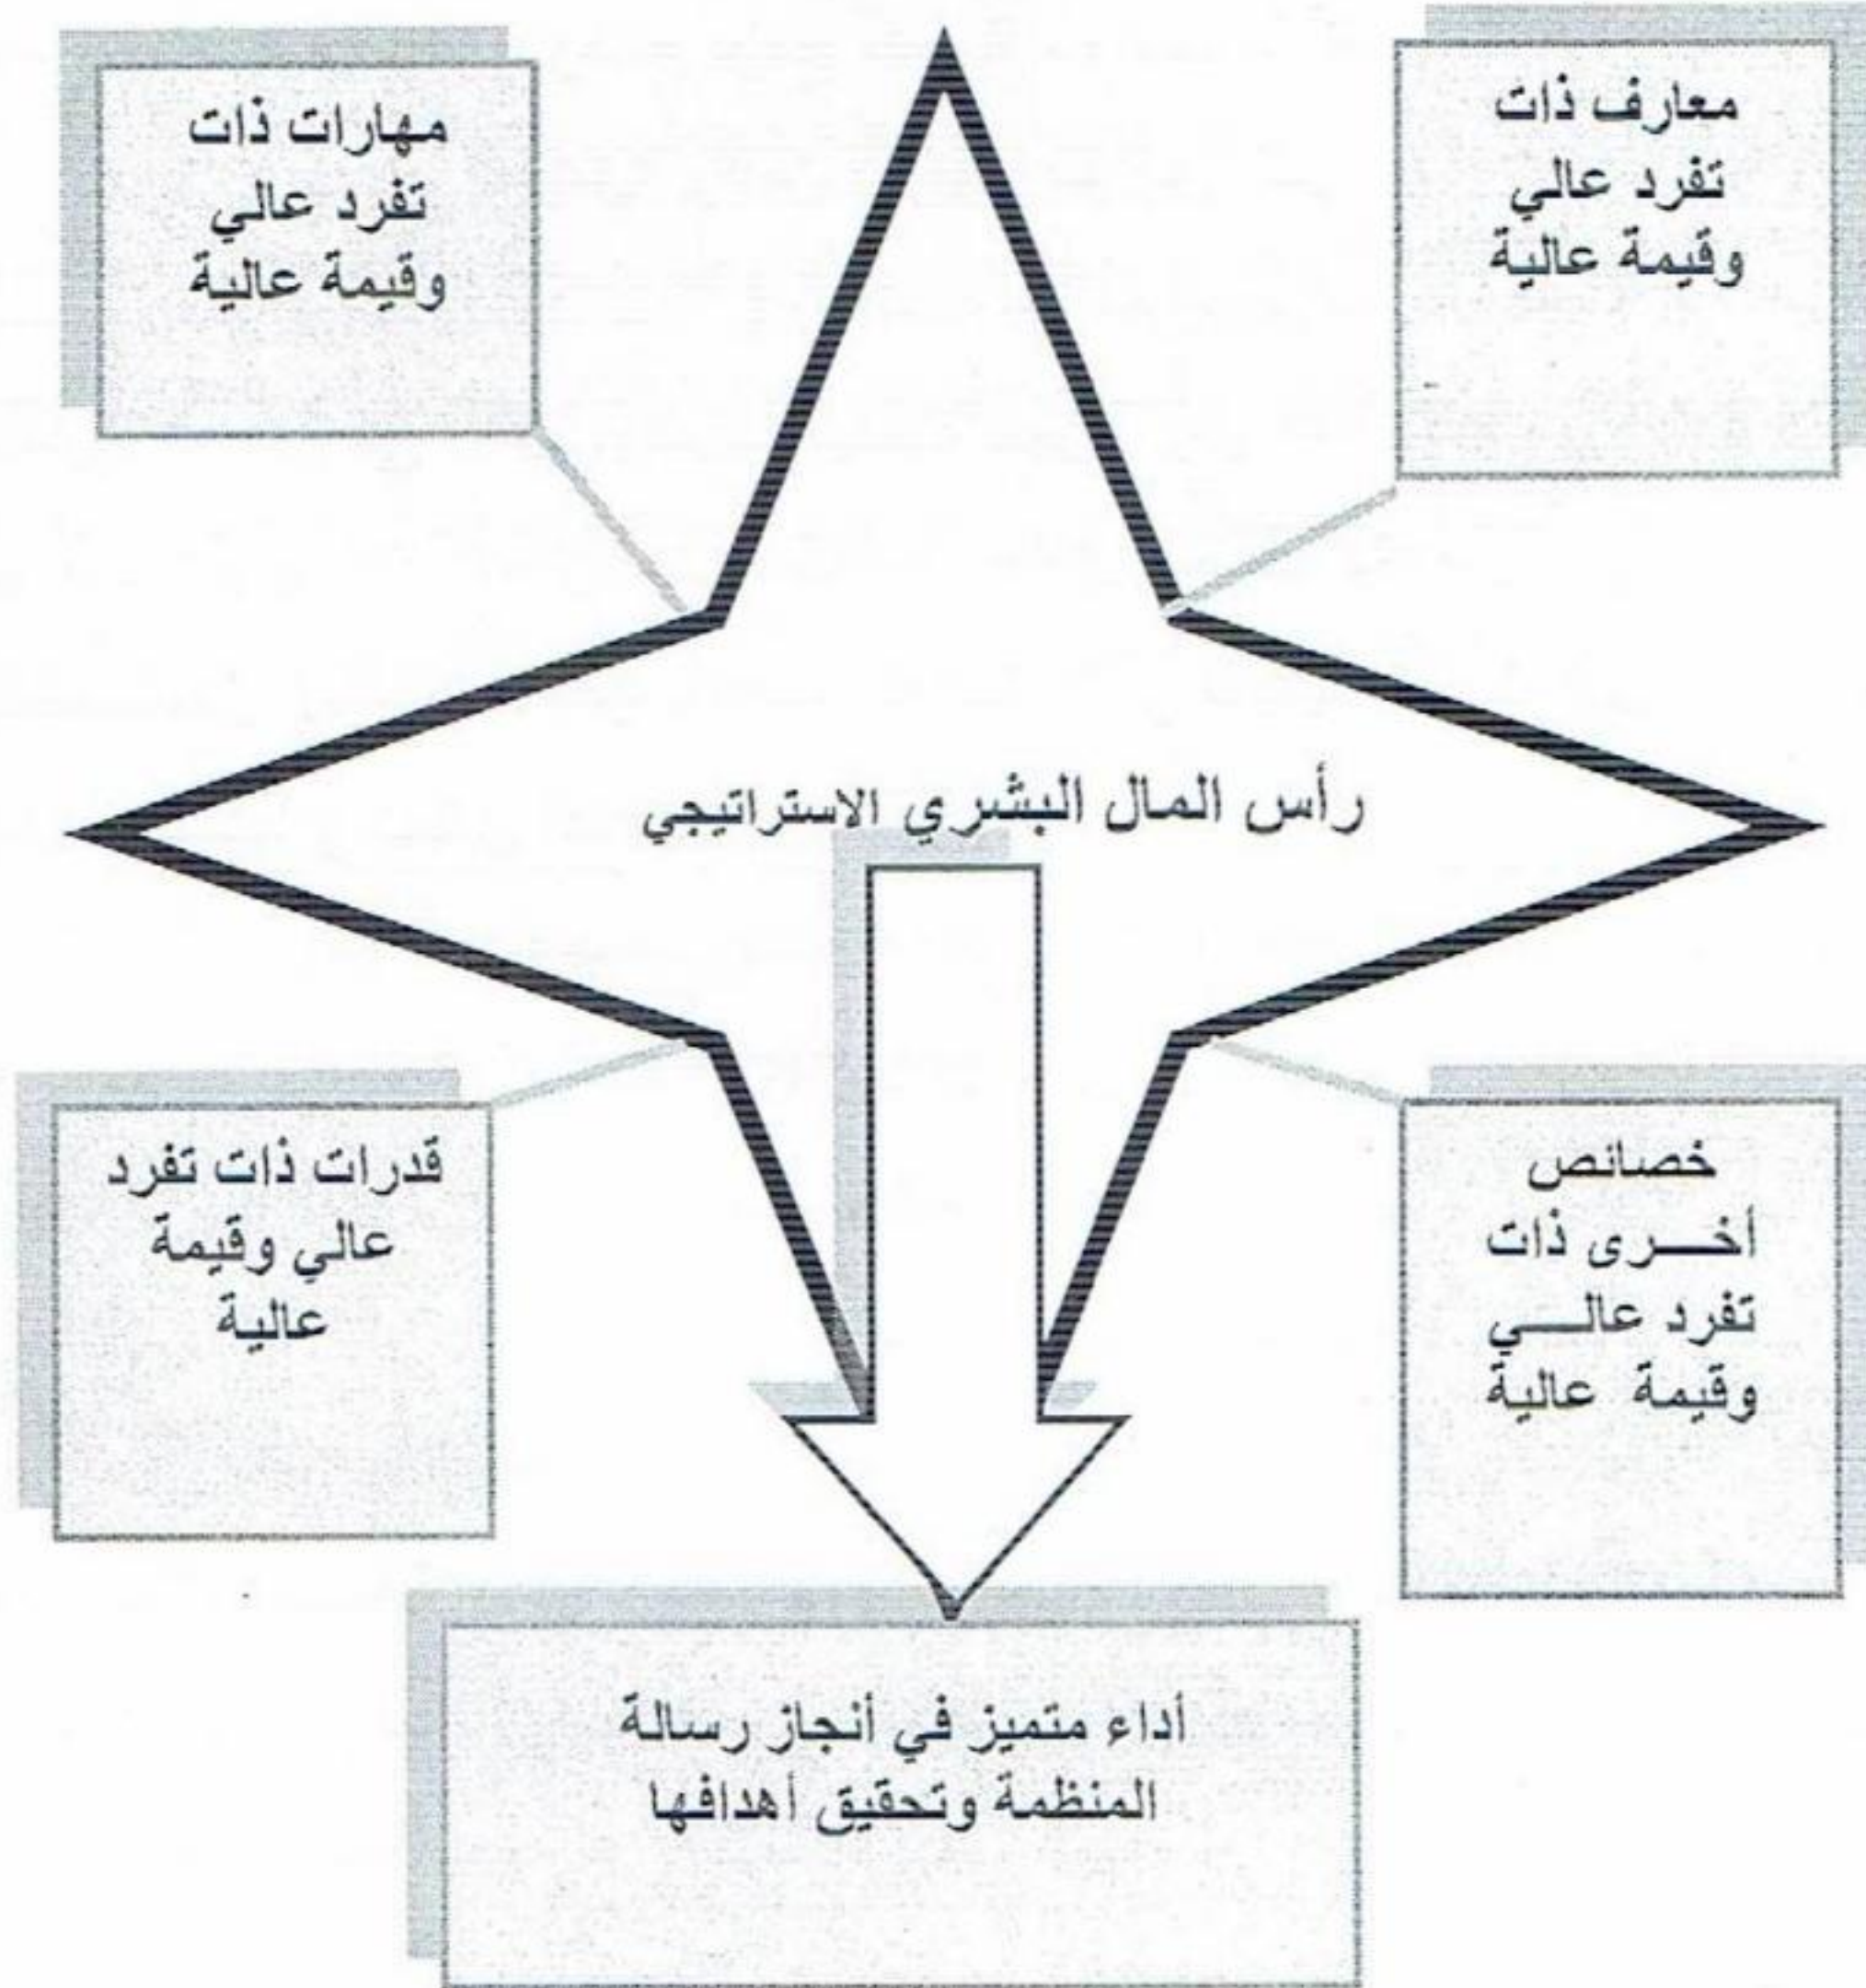 معارف ذات
تفرد عالي
وقيمة عالية
مهارات ذات
تفرد عالي
وقيمة عالية
رأس المال البشري الاستراتيجي
خصائص
أخـــرى ذات
تفرد عالـــي
وقيمة عالية
قدرات ذات تفرد
عالي وقيمة
عالية
أداء متميز في أنجاز رسالة
المنظمة وتحقيق أهدافها